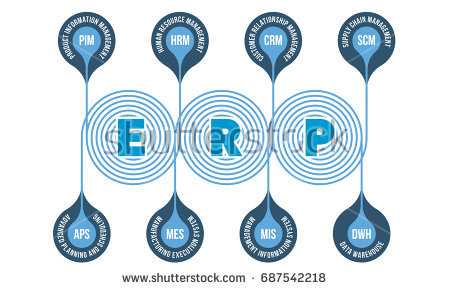 PIM
PRODUCT INFORMATION MANAGEMENT
HRM
HUMAN RESOURCE MANAGEMENT
CRM
CUSTOMER RELATIONSHIP MANAGEMENT
SCM
SUPPLY CHAIN MANAGEMENT
shutterstock
E R P
APS
ADVANCED PLANNING AND SCHEDULING
MES
MANUFACTURING EXECUTION SYSTEM
MIS
MANAGEMENT INFORMATION SYSTEM
DWH
DATA WAREHOUSE
www.shutterstock.com · 687542218